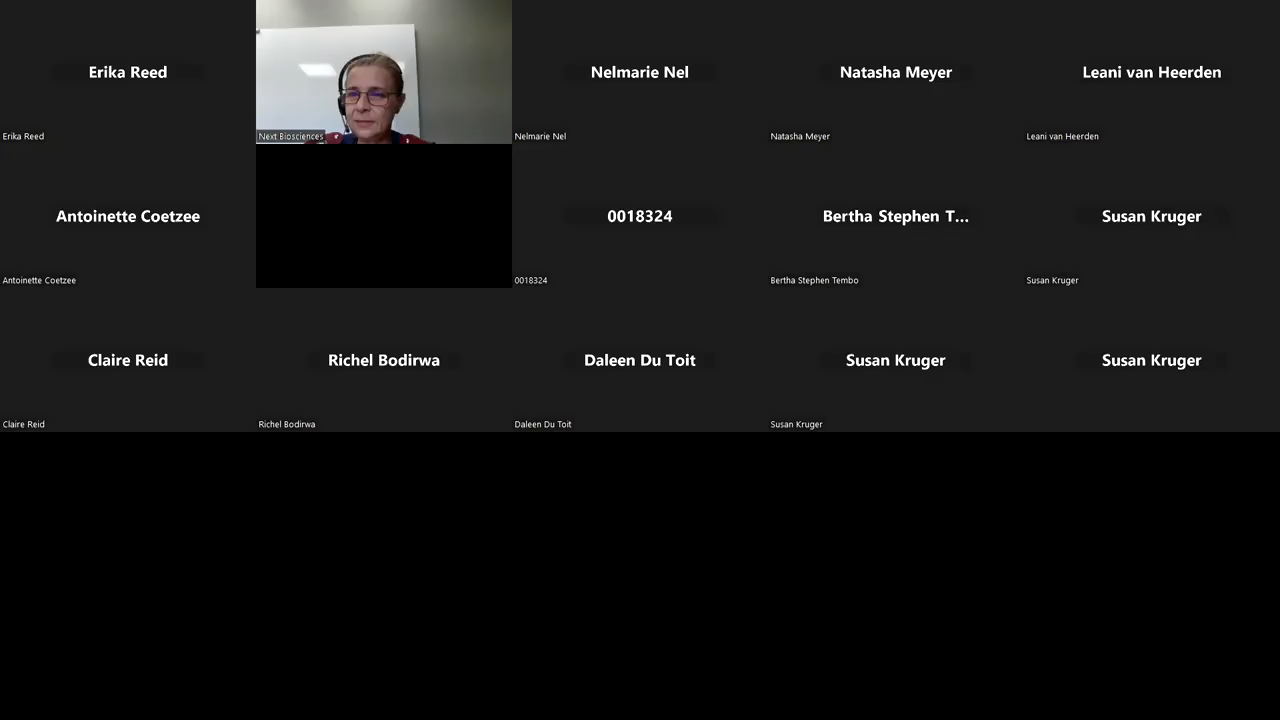 Erika Reed
Erika Reed
Next Biosciences
Nelmarie Nel
Nelmarie Nel
Natasha Meyer
Natasha Meyer
Leani van Heerden
Leani van Heerden
Antoinette Coetzee
Antoinette Coetzee
0018324
0018324
Bertha Stephen T...
Bertha Stephen Tembo
Susan Kruger
Susan Kruger
Claire Reid
Claire Reid
Richel Bodirwa
Richel Bodirwa
Daleen Du Toit
Daleen Du Toit
Susan Kruger
Susan Kruger
Susan Kruger